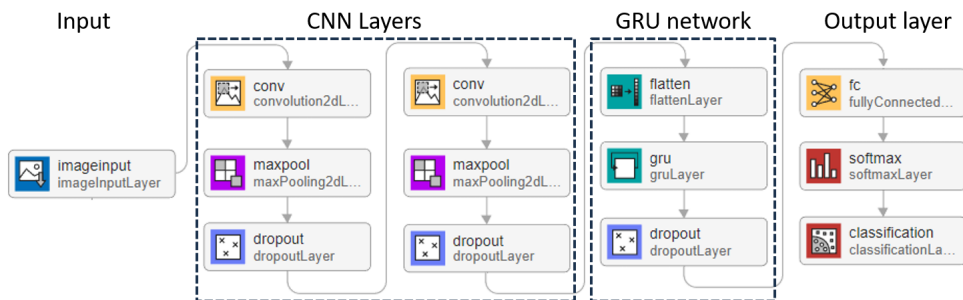 Input
CNN Layers
GRU network
Output layer
imageinput
imageInputLayer
conv
convolution2dL...
maxpool
maxPooling2dL...
dropout
dropoutLayer
conv
convolution2dL...
maxpool
maxPooling2dL...
dropout
dropoutLayer
flatten
flattenLayer
gru
gruLayer
dropout
dropoutLayer
fc
fullyConnected...
softmax
softmaxLayer
classification
classificationLa...